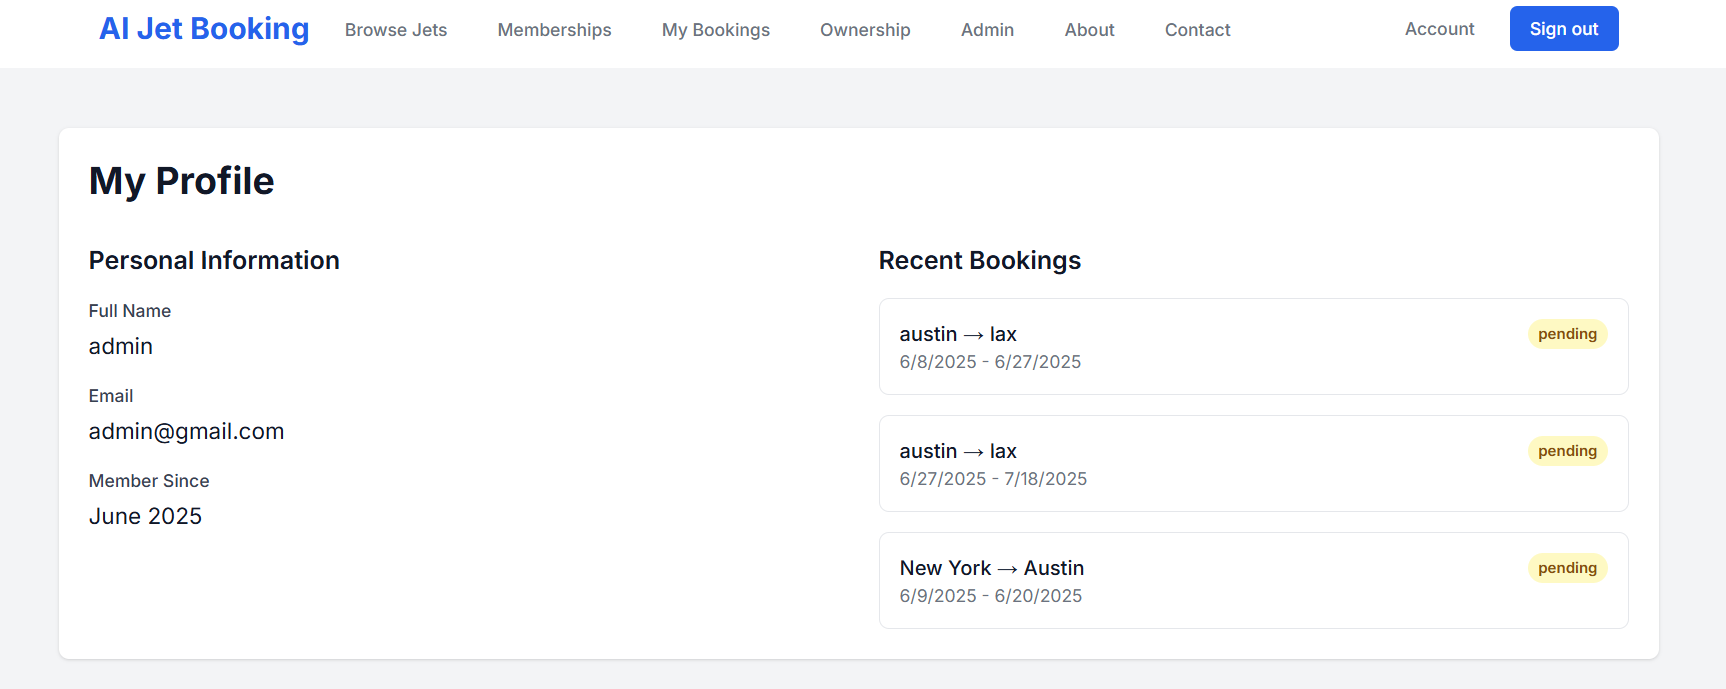 AI Jet Booking
Browse Jets
Memberships
My Bookings
Ownership
Admin
About
Contact
Account
Sign out
My Profile
Personal Information
Full Name
admin
Email
admin@gmail.com
Member Since
June 2025
Recent Bookings
austin → lax
pending
6/8/2025 - 6/27/2025
austin → lax
pending
6/27/2025 - 7/18/2025
New York → Austin
pending
6/9/2025 - 6/20/2025